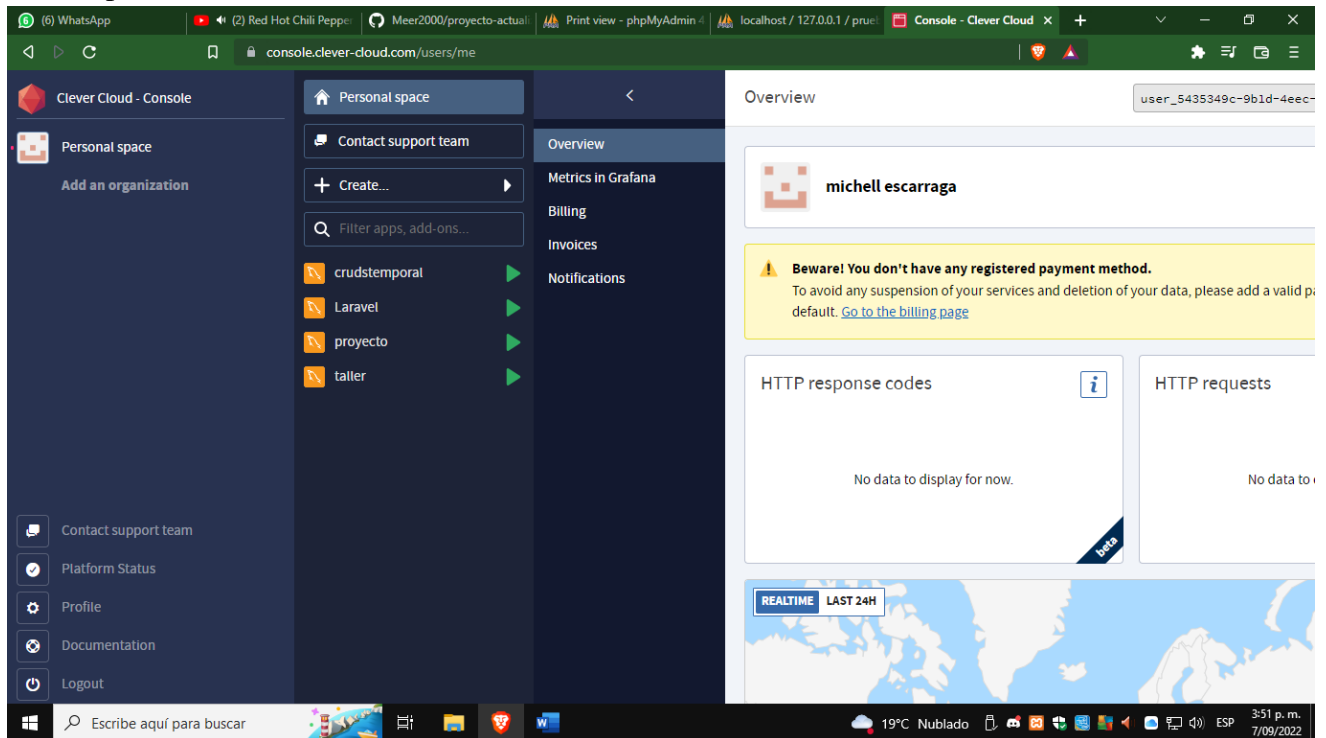 (6) WhatsApp
(2) Red Hot Chili Peppe
Meer2000/proyecto-actuali
Print view - phpMyAdmin 4
localhost / 127.0.0.1 / prue
Console - Clever Cloud
console.clever-cloud.com/users/me
Clever Cloud - Console
Personal space
Add an organization
Contact support team
Platform Status
Profile
Documentation
Logout
Personal space
Contact support team
Create...
Filter apps, add-ons...
crudstemporal
Laravel
proyecto
taller
Overview
Metrics in Grafana
Billing
Invoices
Notifications
Overview
user_5435349c-9b1d-4eec-
michell escarraga
Beware! You don't have any registered payment method.
To avoid any suspension of your services and deletion of your data, please add a valid pa
default. Go to the billing page
HTTP response codes
i
HTTP requests
No data to display for now.
No data to
beta
REALTIME LAST 24H
Escribe aquí para buscar
19°C Nublado
ESP
3:51 p. m.
7/09/2022